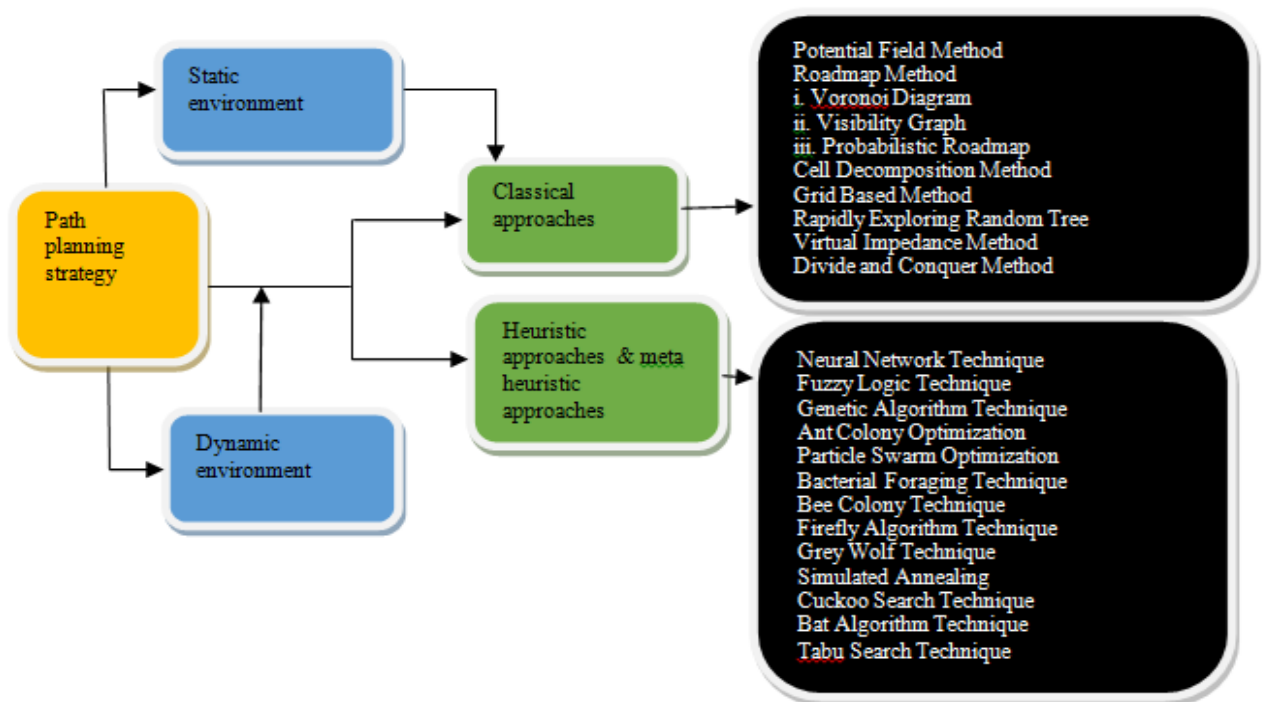 Path
planning
strategy
Static
environment
Dynamic
environment
Classical
approaches
Heuristic
approaches & meta
heuristic
approaches
Potential Field Method
Roadmap Method
i. Voronoi Diagram
ii. Visibility Graph
iii. Probabilistic Roadmap
Cell Decomposition Method
Grid Based Method
Rapidly Exploring Random Tree
Virtual Impedance Method
Divide and Conquer Method
Neural Network Technique
Fuzzy Logic Technique
Genetic Algorithm Technique
Ant Colony Optimization
Particle Swarm Optimization
Bacterial Foraging Technique
Bee Colony Technique
Firefly Algorithm Technique
Grey Wolf Technique
Simulated Annealing
Cuckoo Search Technique
Bat Algorithm Technique
Tabu Search Technique